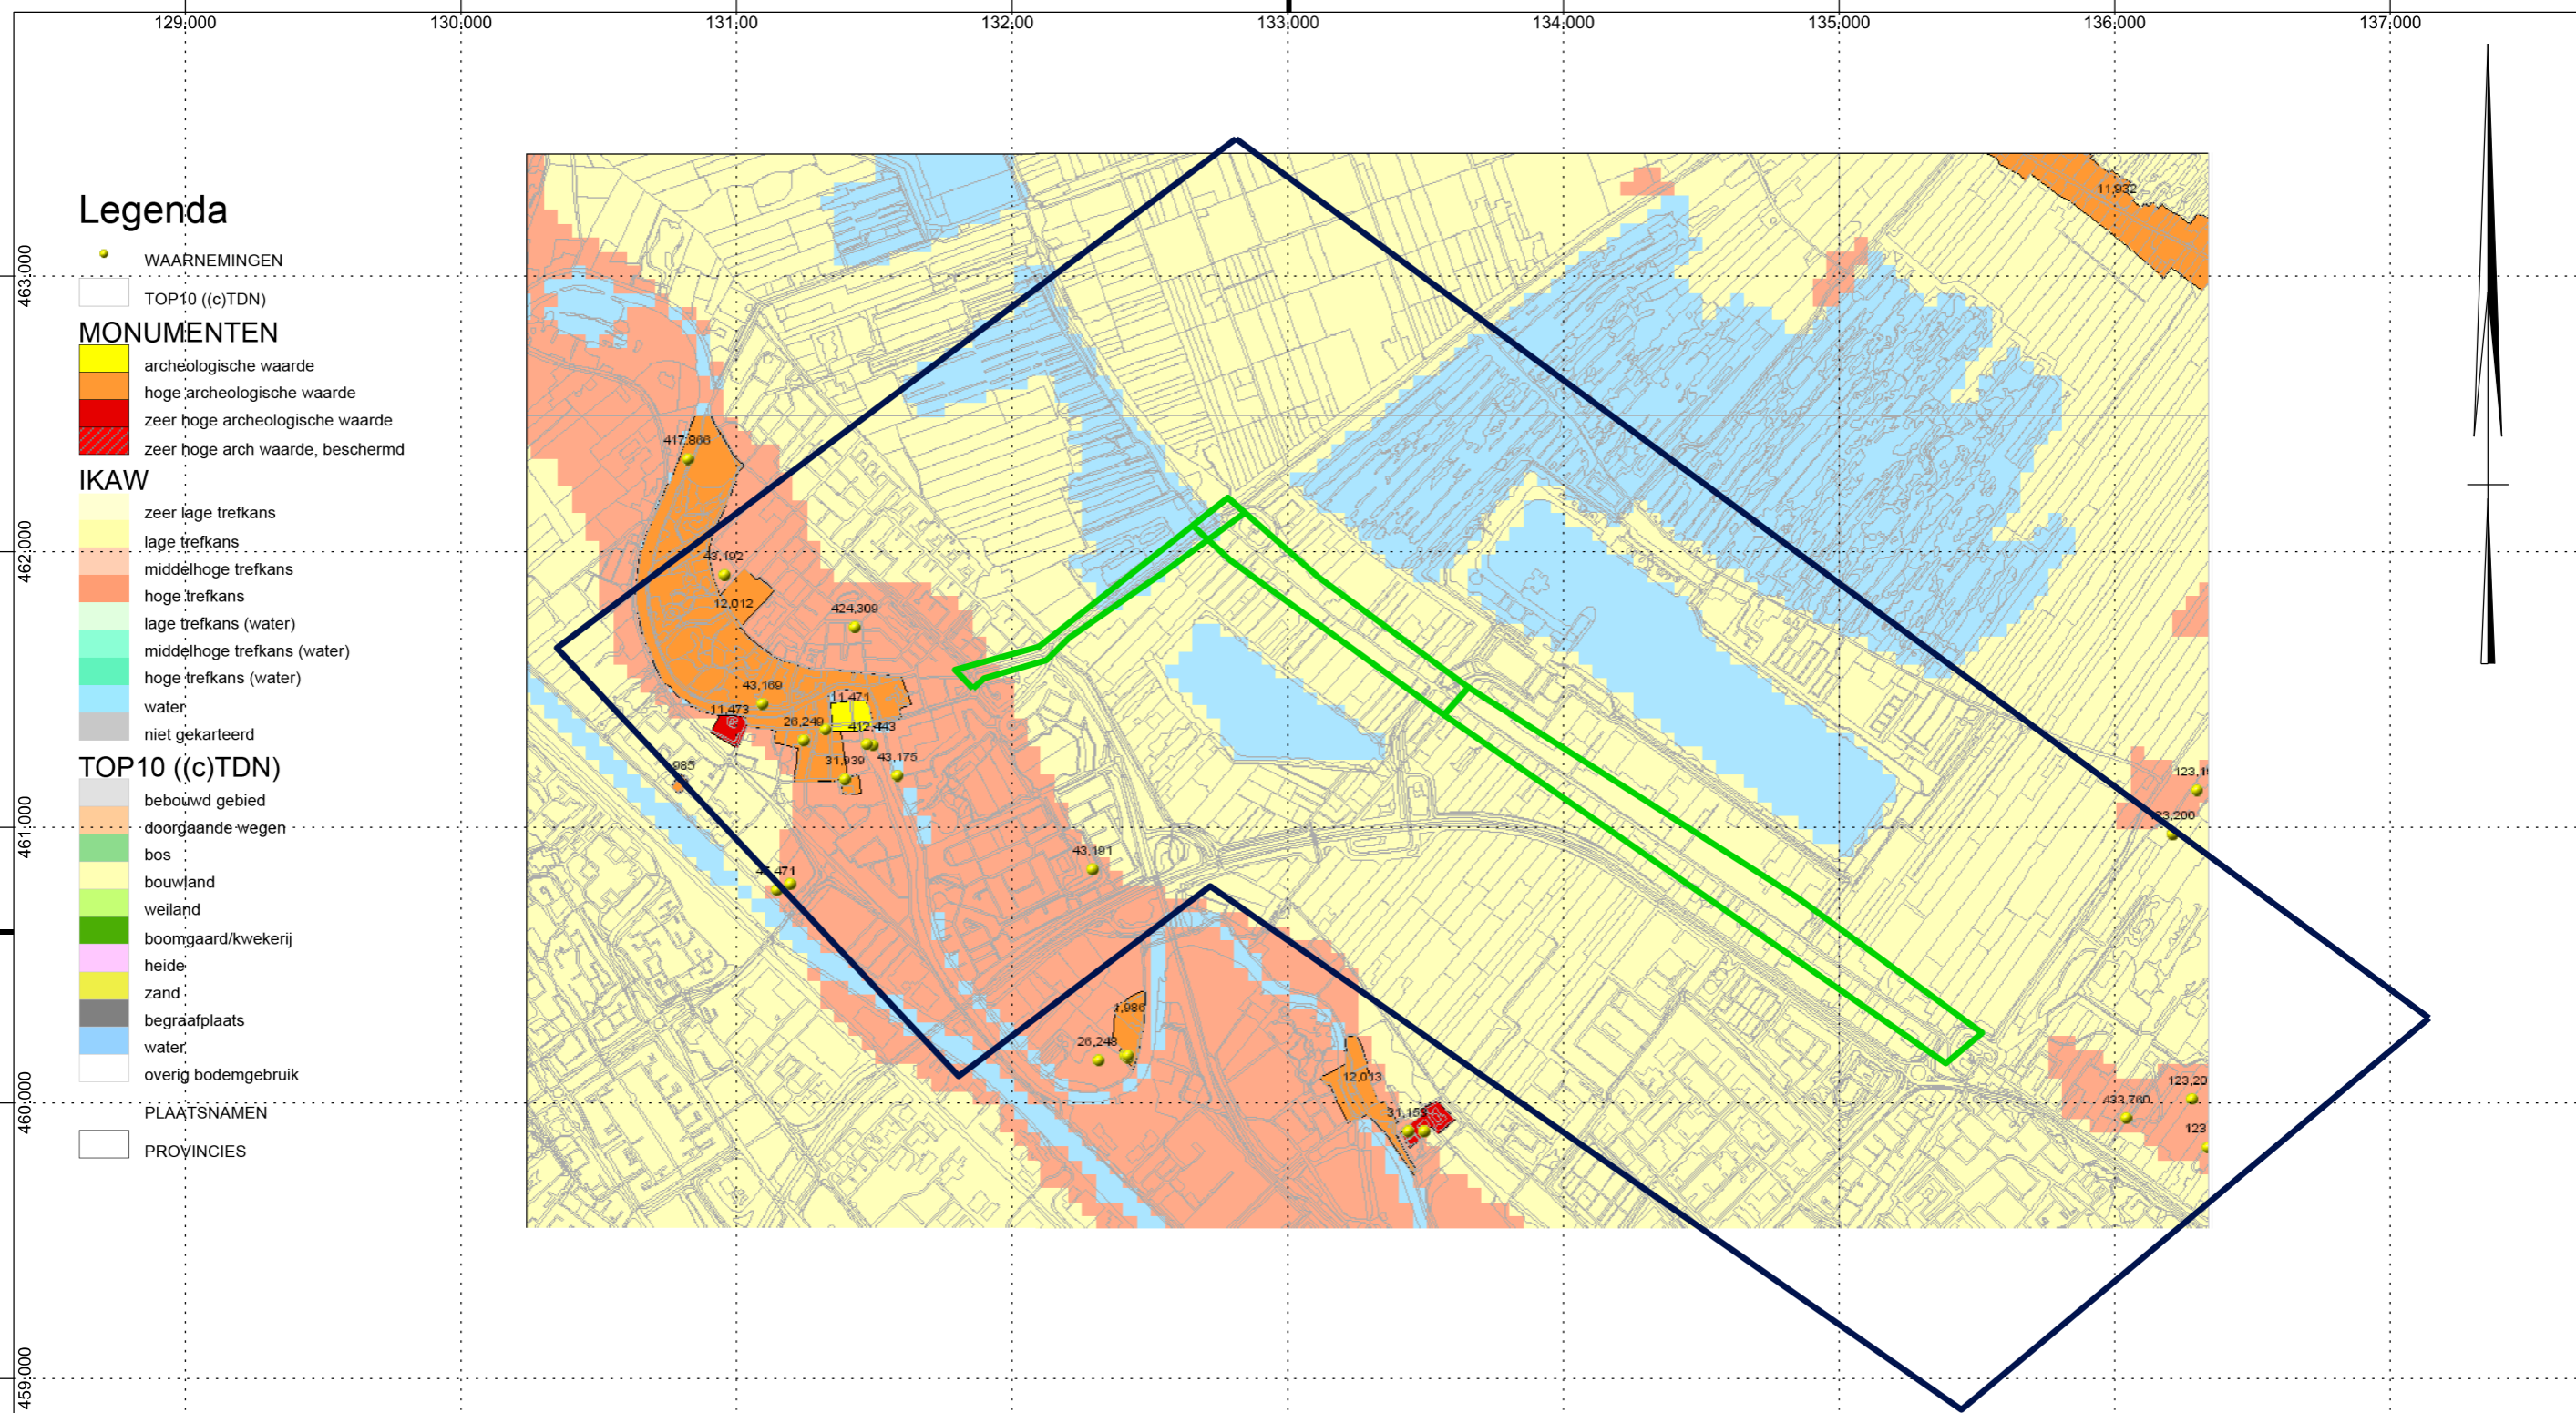 129.000 130.000 131.00 132.00 133.000 134.000 135.000 136.000 137.000
463.000
462.000
461.000
460.000
459.000
Legenda
WAARNEMINGEN
TOP10 ((c)TDN)
MONUMENTEN
archeologische waarde
hoge archeologische waarde
zeer hoge archeologische waarde
zeer hoge arch waarde, beschermd
IKAW
zeer lage trefkans
lage trefkans
middelhoge trefkans
hoge trefkans
lage trefkans (water)
middelhoge trefkans (water)
hoge trefkans (water)
water
niet gekarteerd
TOP10 ((c)TDN)
bebouwd gebied
doorgaande wegen
bos
bouwland
weiland
boomgaard/kwekerij
heide
zand
begraafplaats
water
overig bodemgebruik
PLAATSNAMEN
PROVINCIES
11,932
417,866
43,192
12,012
424,309
43,169
11,471
11,473
26,249
31,939
43,175
985
43,191
26,248
12,013
123,200
433,760
123,20
123